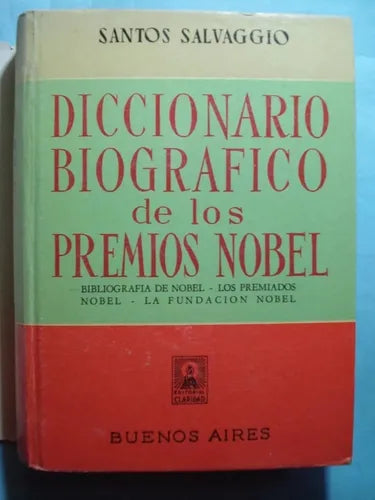 SANTOS SALVAGGIO
DICCIONARIO
BIOGRAFICO
de los
PREMIOS NOBEL
BIBLIOGRAFIA DE NOBEL - LOS PREMIADOS
NOBEL - LA FUNDACION NOBEL
EDITORIAL
CLARIDAD
BUENOS AIRES